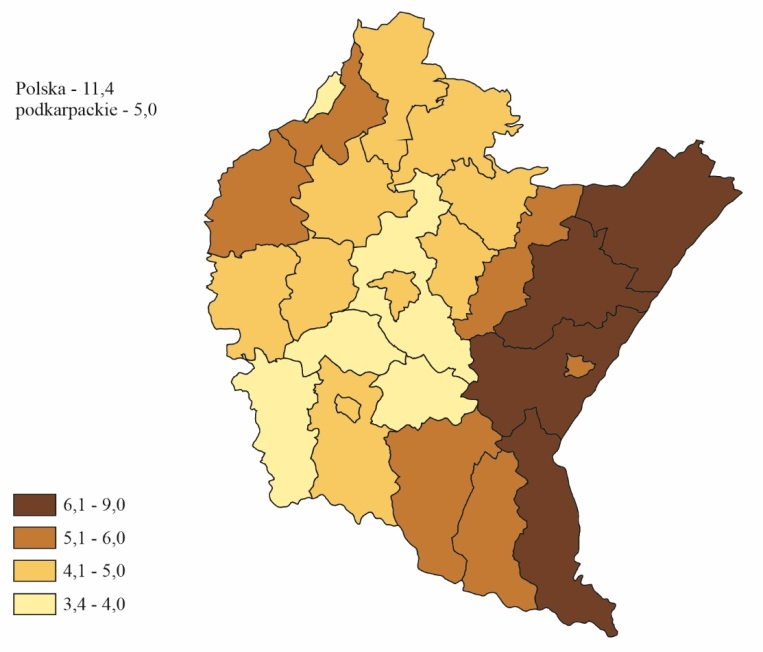 Polska - 11,4
podkarpackie - 5,0
6,1 - 9,0
5,1 - 6,0
4,1 - 5,0
3,4 - 4,0